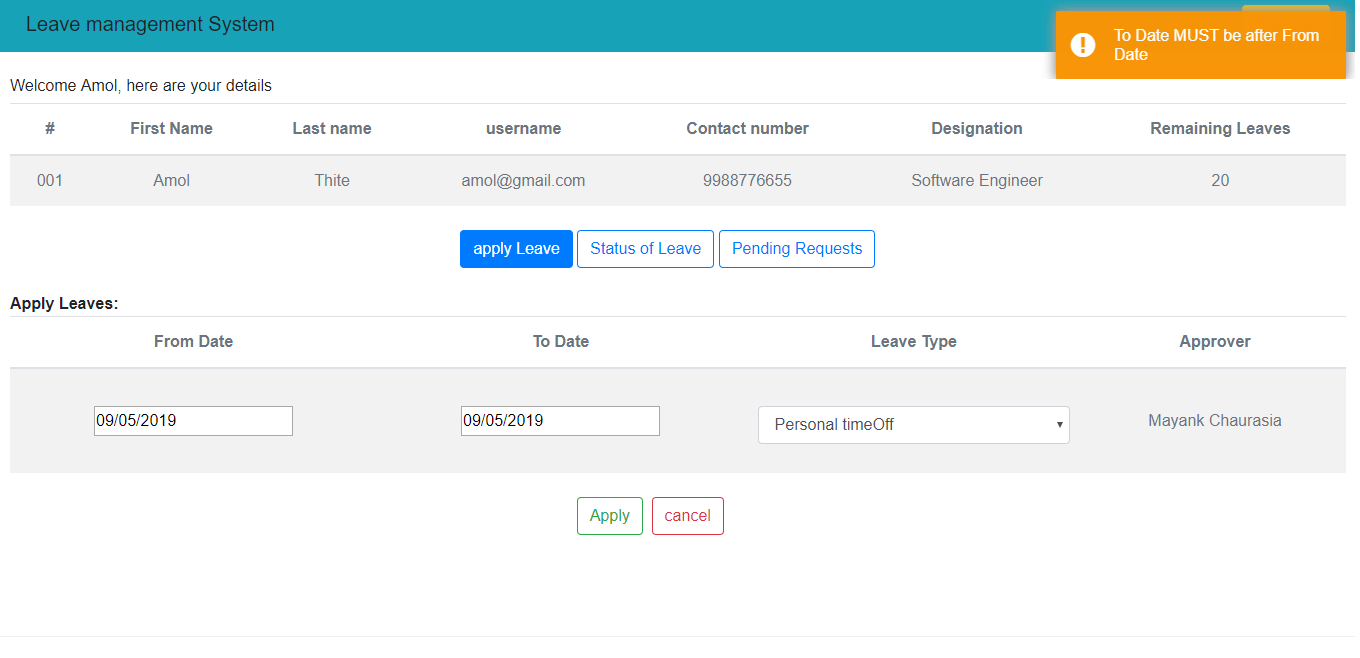 Leave management System
To Date MUST be after From
Date
Welcome Amol, here are your details
# First Name Last name username Contact number Designation Remaining Leaves
001 Amol Thite amol@gmail.com 9988776655 Software Engineer 20
apply Leave Status of Leave Pending Requests
Apply Leaves:
From Date To Date Leave Type Approver
09/05/2019 09/05/2019 Personal timeOff Mayank Chaurasia
Apply cancel